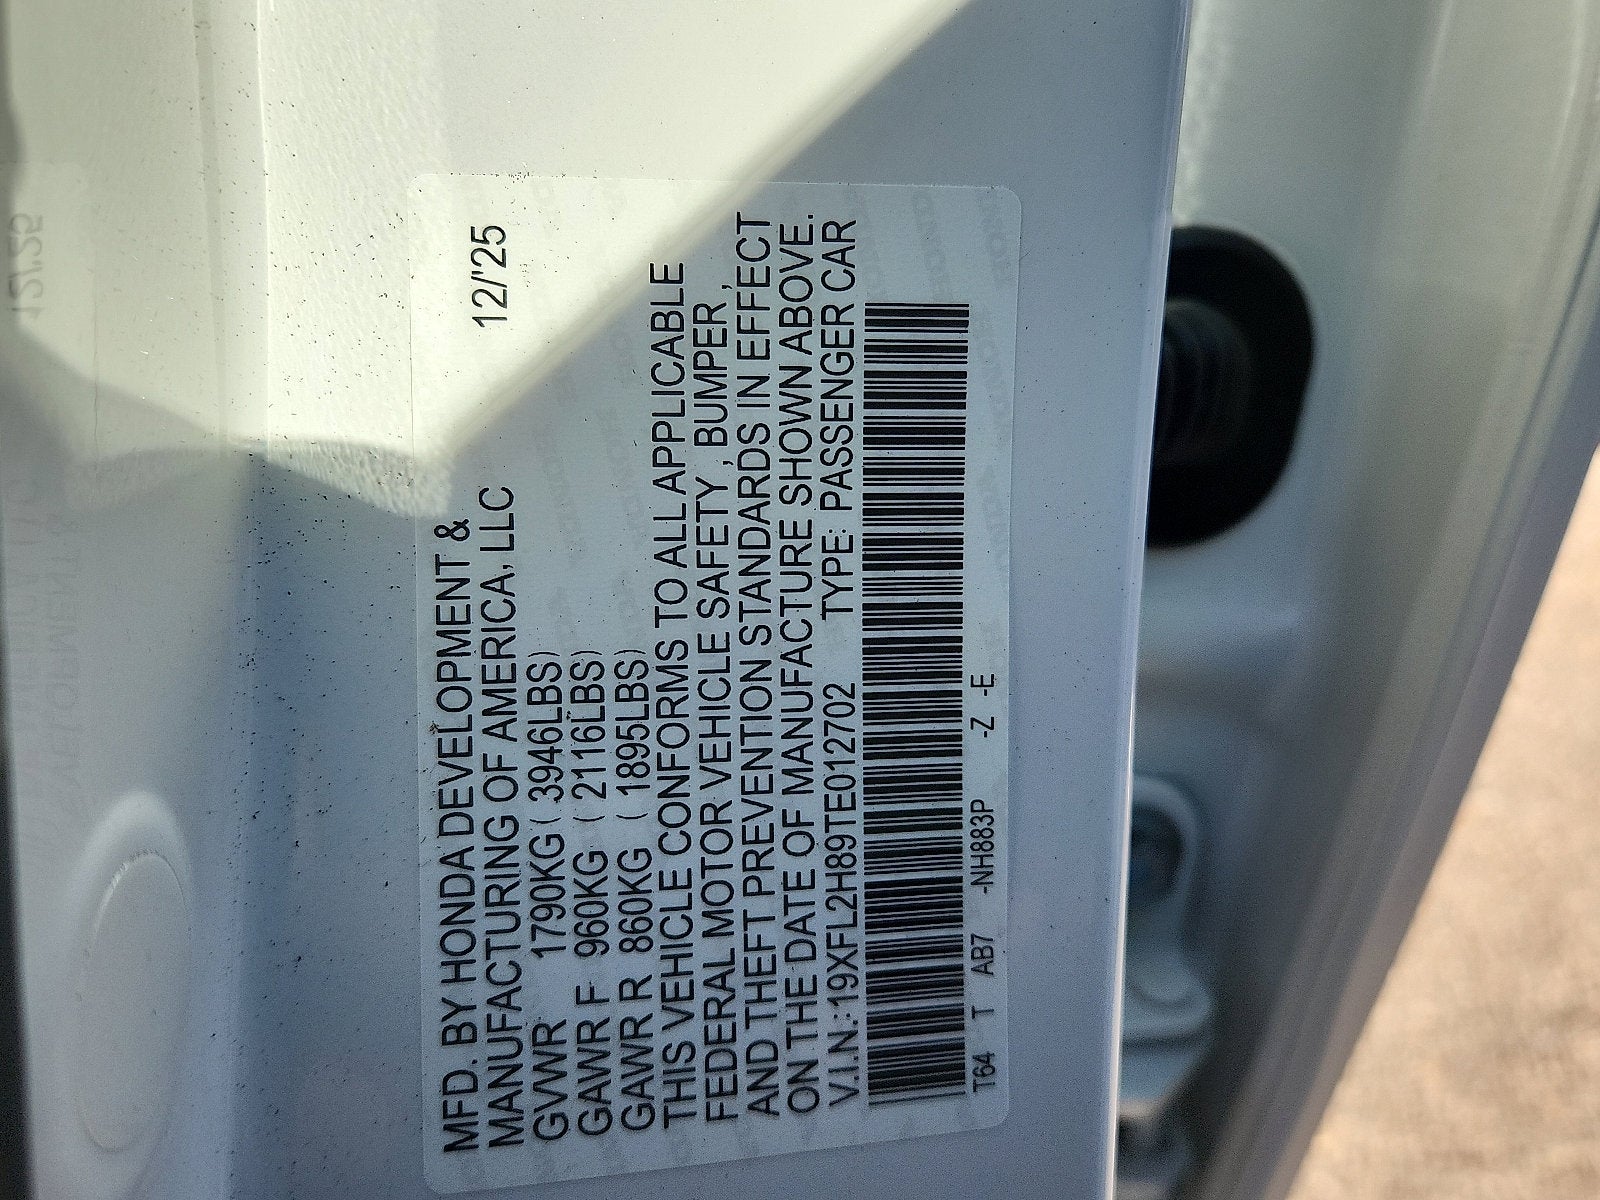 MFD. BY HONDA DEVELOPMENT &
MANUFACTURING OF AMERICA, LLC 12/'25
GVWR 1790KG ( 3946LBS)
GAWR F 960KG ( 2116LBS)
GAWR R 860KG ( 1895LBS)
THIS VEHICLE CONFORMS TO ALL APPLICABLE
FEDERAL MOTOR VEHICLE SAFETY , BUMPER ,
AND THEFT PREVENTION STANDARDS IN EFFECT
ON THE DATE OF MANUFACTURE SHOWN ABOVE.
V.I.N.:19XFL2H89TE012702 TYPE: PASSENGER CAR
T64 T AB7 -NH883P -Z -E